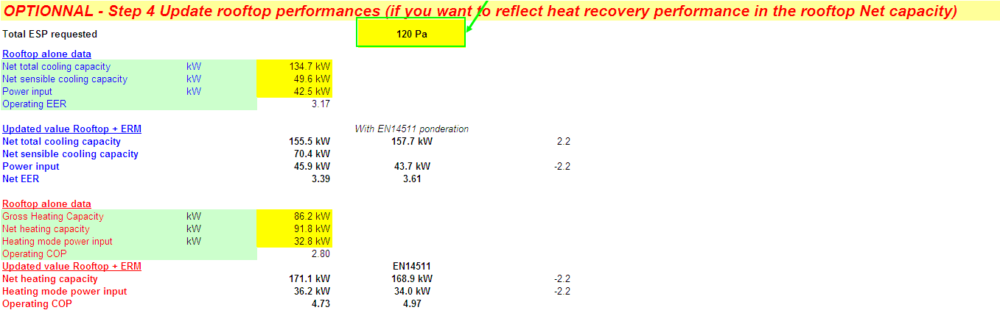 OPTIONNAL - Step 4 Update rooftop performances (if you want to reflect heat recovery performance in the rooftop Net capacity)
Total ESP requested 120 Pa
Rooftop alone data
Net total cooling capacity kW 134.7 kW
Net sensible cooling capacity kW 49.6 kW
Power input kW 42.5 kW
Operating EER 3.17
Updated value Rooftop + ERM With EN14511 ponderation
Net total cooling capacity 155.5 kW 157.7 kW 2.2
Net sensible cooling capacity 70.4 kW
Power input 45.9 kW 43.7 kW -2.2
Net EER 3.39 3.61
Rooftop alone data
Gross Heating Capacity kW 86.2 kW
Net heating capacity kW 91.8 kW
Heating mode power input kW 32.8 kW
Operating COP 2.80
Updated value Rooftop + ERM EN14511
Net heating capacity 171.1 kW 168.9 kW -2.2
Heating mode power input 36.2 kW 34.0 kW -2.2
Operating COP 4.73 4.97